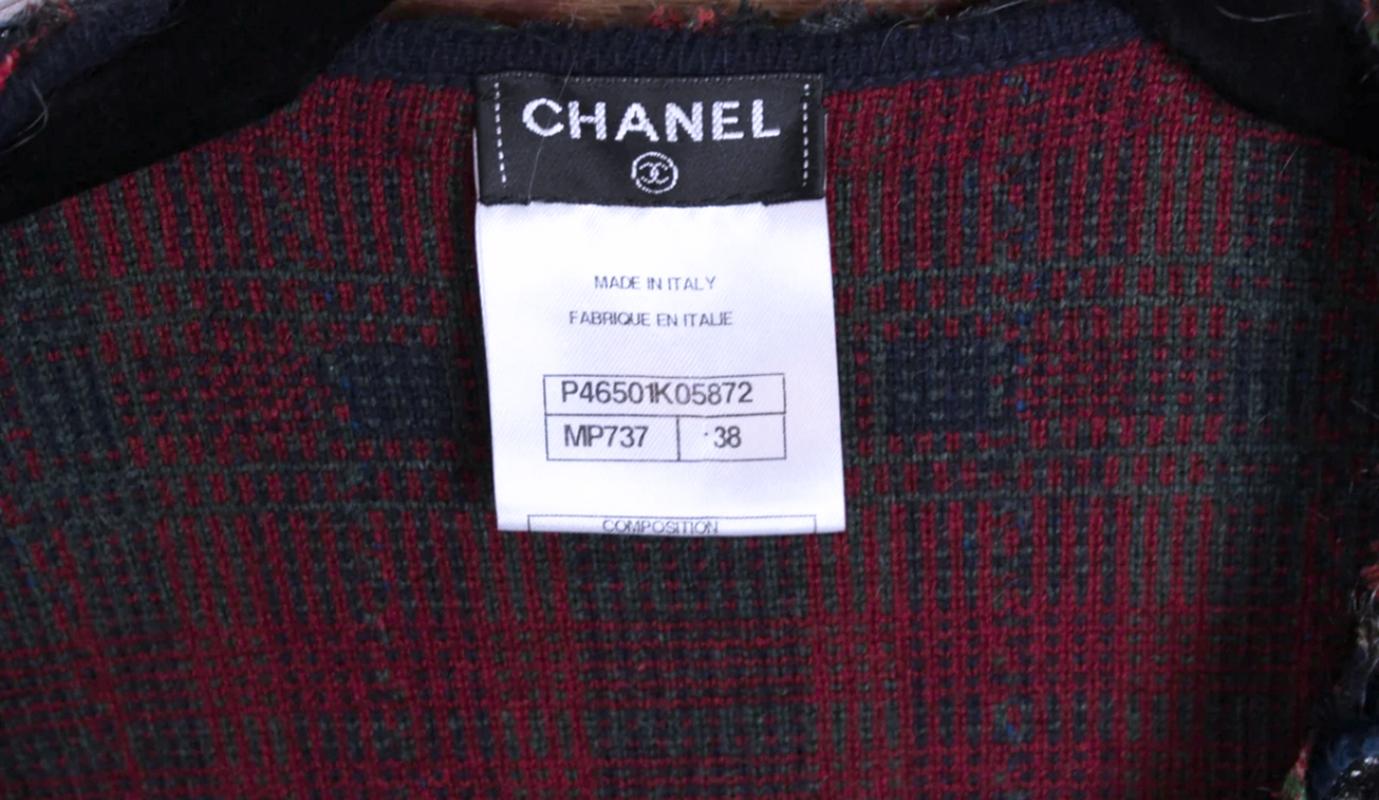 CHANEL
MADE IN ITALY
FABRIQUE EN ITALIE
P46501K05872
MP737 38
COMPOSITION